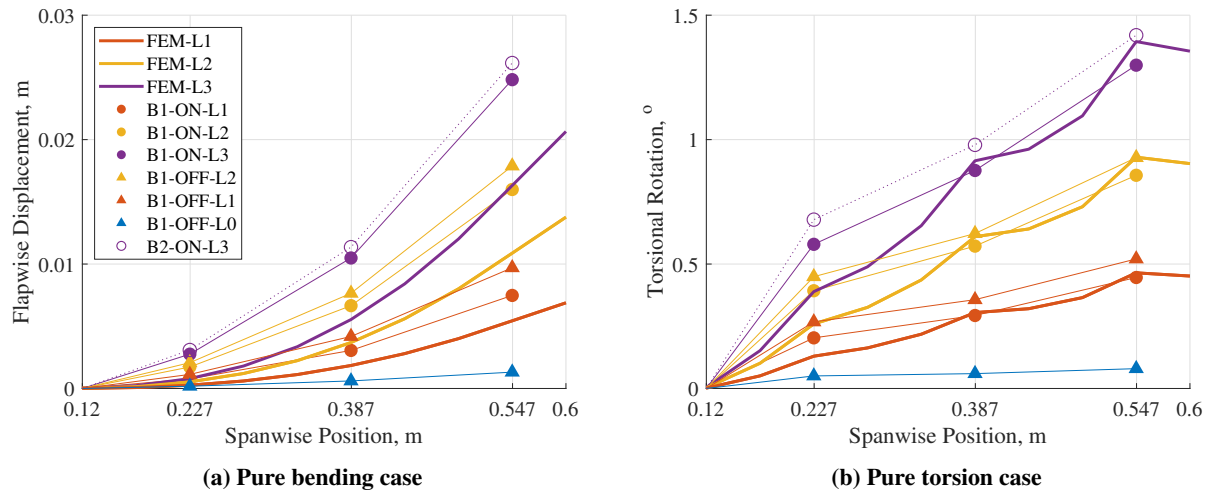 0.03
0.02
0.01
0
Flapwise Displacement, m
FEM-L1
FEM-L2
FEM-L3
B1-ON-L1
B1-ON-L2
B1-ON-L3
B1-OFF-L2
B1-OFF-L1
B1-OFF-L0
B2-ON-L3
0.12 0.227 0.387 0.547 0.6
Spanwise Position, m
(a) Pure bending case
1.5
1
0.5
0
Torsional Rotation, °
0.12 0.227 0.387 0.547 0.6
Spanwise Position, m
(b) Pure torsion case